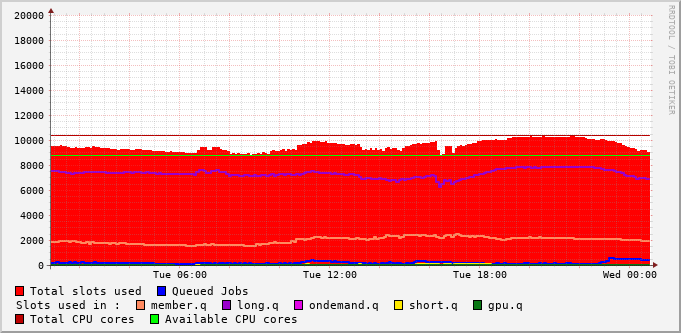 20000
18000
16000
14000
12000
10000
8000
6000
4000
2000
0
Tue 06:00 Tue 12:00 Tue 18:00 Wed 00:00
Total slots used Queued Jobs
Slots used in : member.q long.q ondemand.q short.q gpu.q
Total CPU cores Available CPU cores
RRDTOOL / TOBI OETIKER